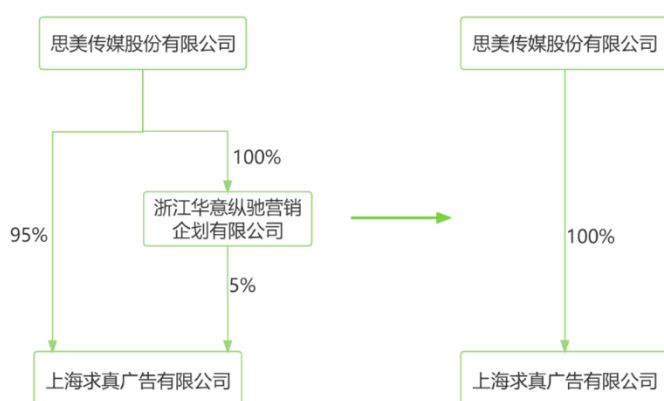 思美传媒股份有限公司
思美传媒股份有限公司
100%
浙江华意纵驰营销
企划有限公司
95%
100%
5%
上海求真广告有限公司
上海求真广告有限公司